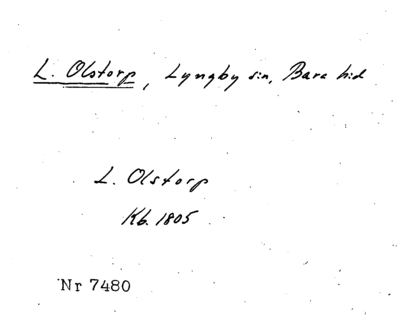 L. Olstorp, Lyngby sn, Bara hd
L. Olstorp
Kb. 1805
Nr 7480